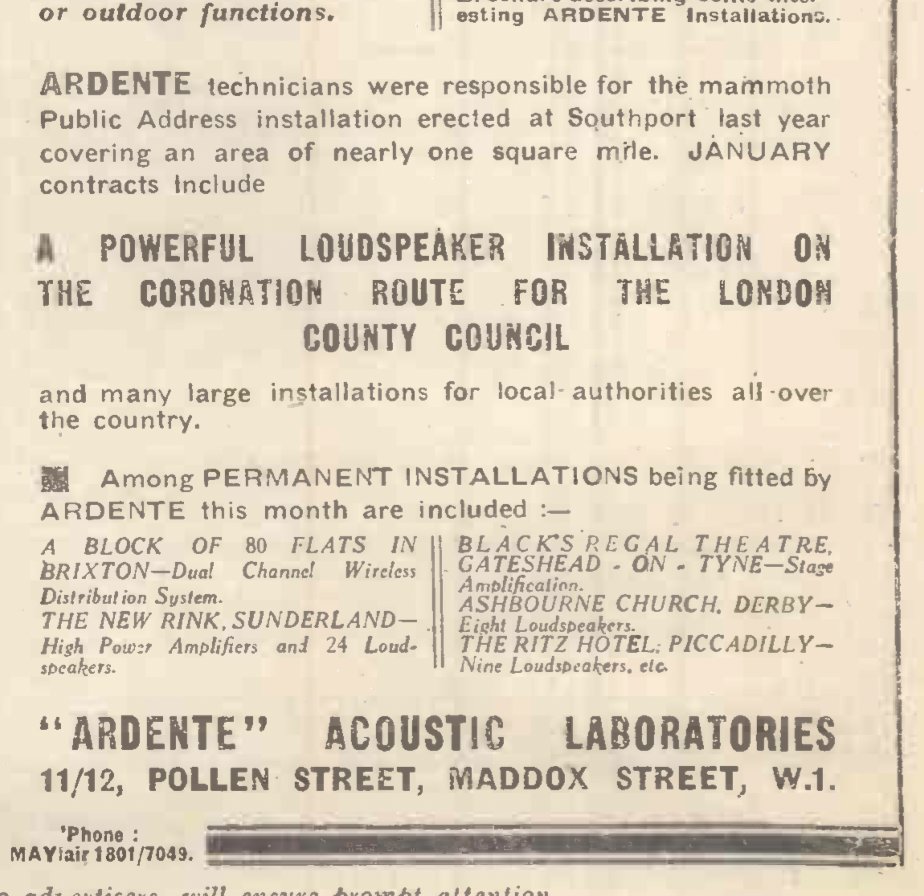 or outdoor functions.
esting ARDENTE Installations.
ARDENTE technicians were responsible for the mammoth
Public Address installation erected at Southport last year
covering an area of nearly one square mile. JANUARY
contracts include
A POWERFUL LOUDSPEAKER INSTALLATION ON
THE CORONATION ROUTE FOR THE LONDON
COUNTY COUNCIL
and many large installations for local authorities all over
the country.
Among PERMANENT INSTALLATIONS being fitted by
ARDENTE this month are included :—
A BLOCK OF 80 FLATS IN
BRIXTON—Dual Channel Wireless
Distribution System.
THE NEW RINK, SUNDERLAND—
High Power Amplifiers and 24 Loud-
speakers.
BLACK'S REGAL THEATRE,
GATESHEAD - ON - TYNE—Stage
Amplification.
ASHBOURNE CHURCH, DERBY—
Eight Loudspeakers.
THE RITZ HOTEL, PICCADILLY—
Nine Loudspeakers, etc.
"ARDENTE" ACOUSTIC LABORATORIES
11/12, POLLEN STREET, MADDOX STREET, W.1.
'Phone :
MAYfair 1801/7049.
advertisers, will ensure prompt attention